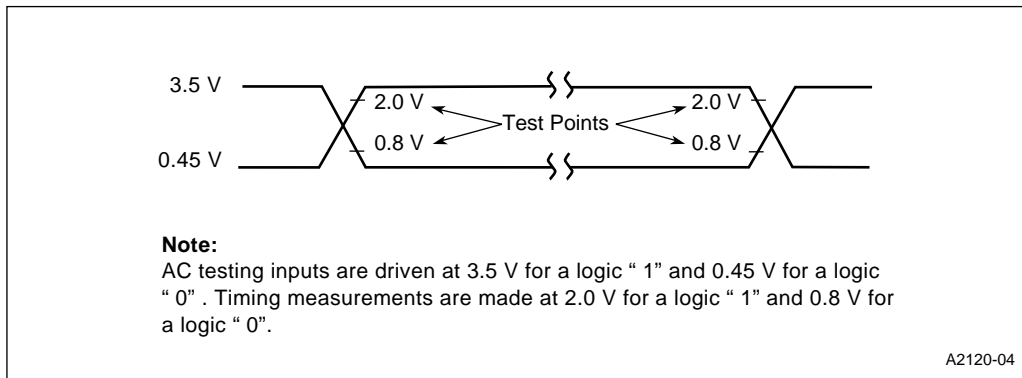 3.5 V
2.0 V
2.0 V
Test Points
0.8 V
0.8 V
0.45 V
Note:
AC testing inputs are driven at 3.5 V for a logic “ 1” and 0.45 V for a logic
“ 0” . Timing measurements are made at 2.0 V for a logic “ 1” and 0.8 V for
a logic “ 0”.
A2120-04